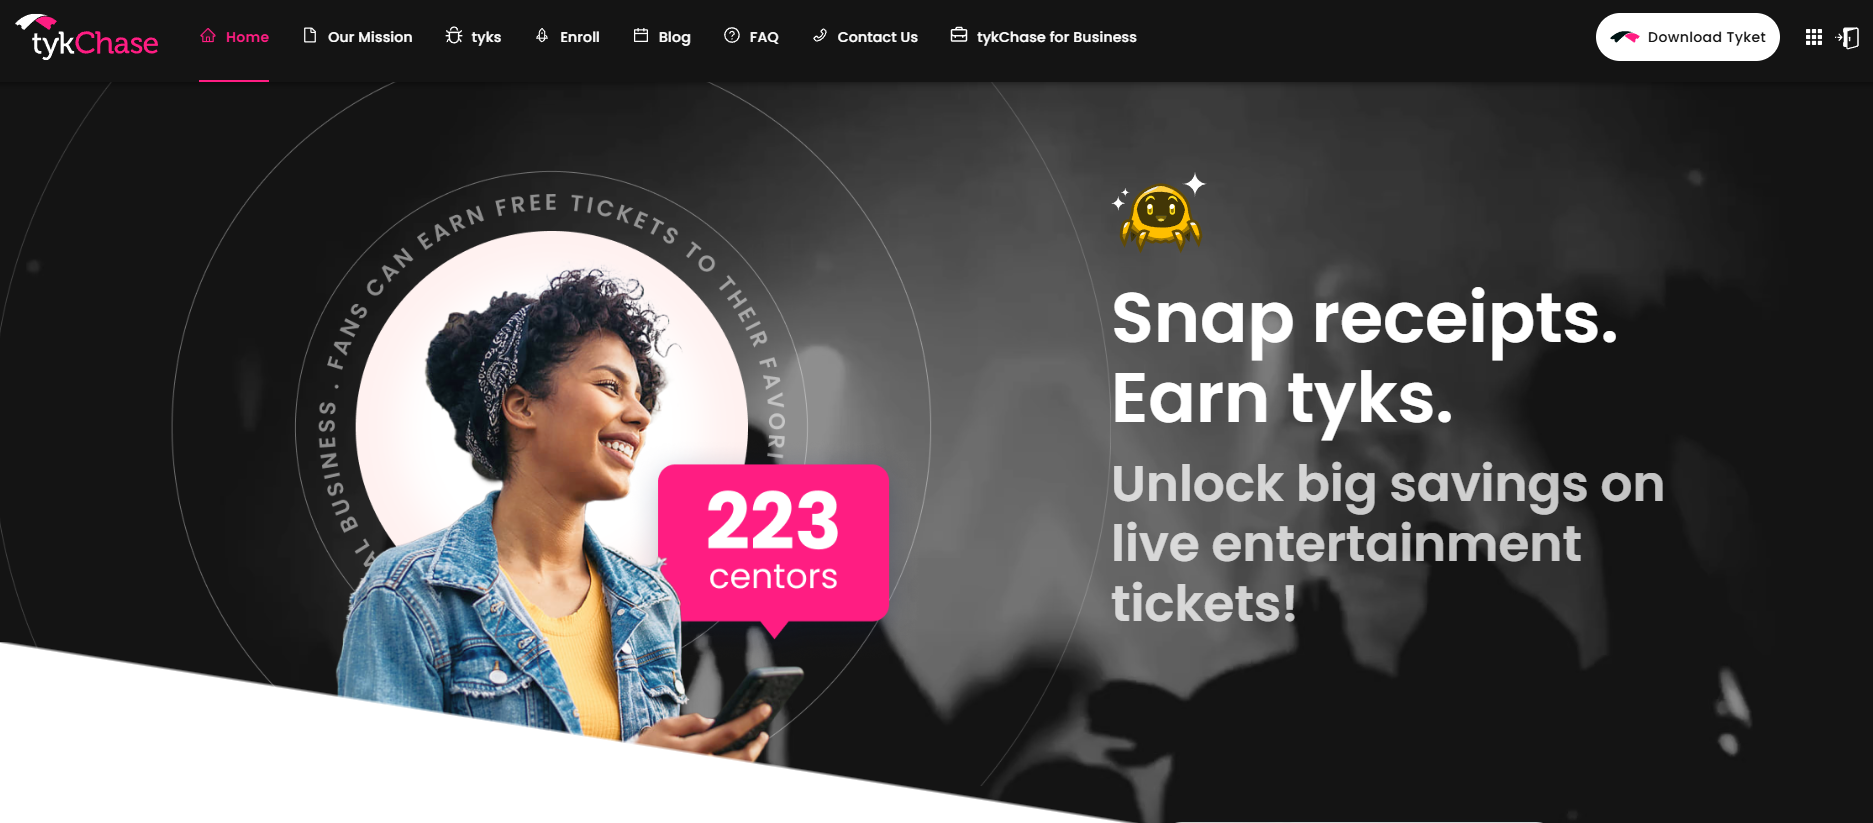 tykChase
Home
Our Mission
tyks
Enroll
Blog
FAQ
Contact Us
tykChase for Business
Download Tyket
FANS CAN EARN FREE TICKETS TO THEIR FAVORI
AL BUSINESS .
223
centors
Snap receipts.
Earn tyks.
Unlock big savings on
live entertainment
tickets!